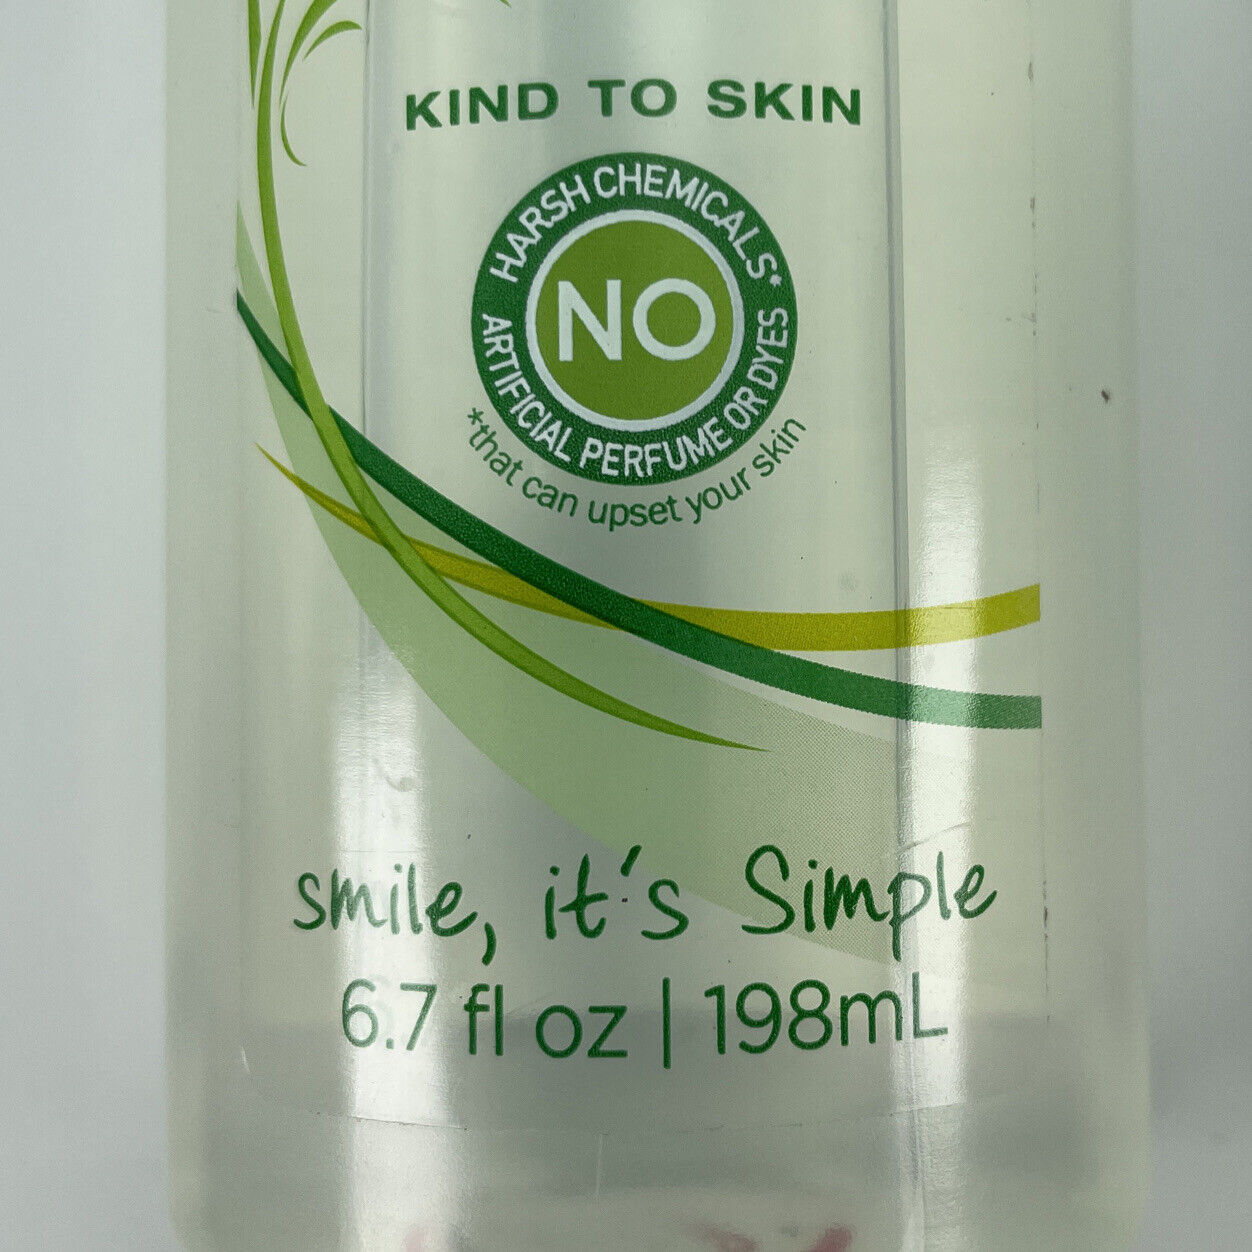 KIND TO SKIN
HARSH CHEMICALS*
NO
ARTIFICIAL PERFUME OR DYES
*that can upset your skin
smile, it's Simple
6.7 fl oz | 198mL